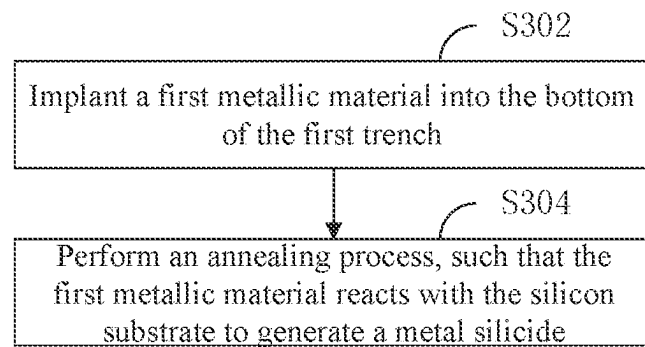 S302
Implant a first metallic material into the bottom
of the first trench
S304
Perform an annealing process, such that the
first metallic material reacts with the silicon
substrate to generate a metal silicide